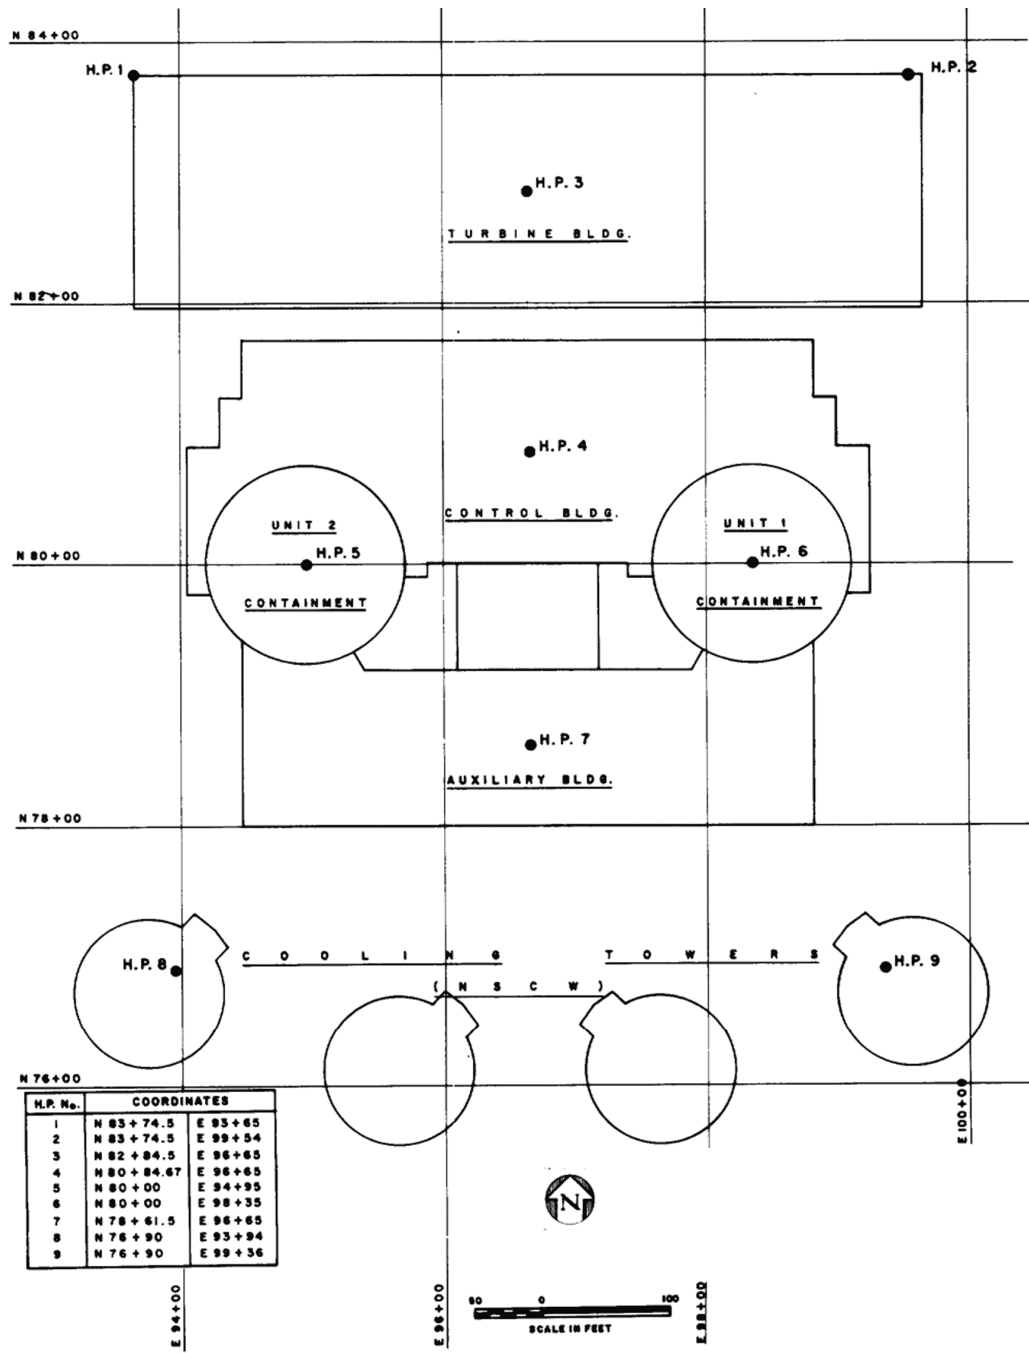 N 84+00
H.P. 1
H.P. 2
H.P. 3
TURBINE BLDG.
N 82+00
H.P. 4
CONTROL BLDG.
UNIT 2
UNIT 1
N 80+00
H.P. 5
H.P. 6
CONTAINMENT
CONTAINMENT
H.P. 7
AUXILIARY BLDG.
N 78+00
COOLING TOWERS
H.P. 8
H.P. 9
(NSCW)
N 76+00
H.P. No. COORDINATES
1 N 83+74.5 E 93+65
2 N 83+74.5 E 99+54
3 N 82+84.5 E 96+65
4 N 80+84.67 E 96+65
5 N 80+00 E 94+95
6 N 80+00 E 98+35
7 N 78+61.5 E 96+65
8 N 76+90 E 93+94
9 N 76+90 E 99+36
E 100+00
N
E 94+00
E 96+00
E 98+00
50 0 100
SCALE IN FEET